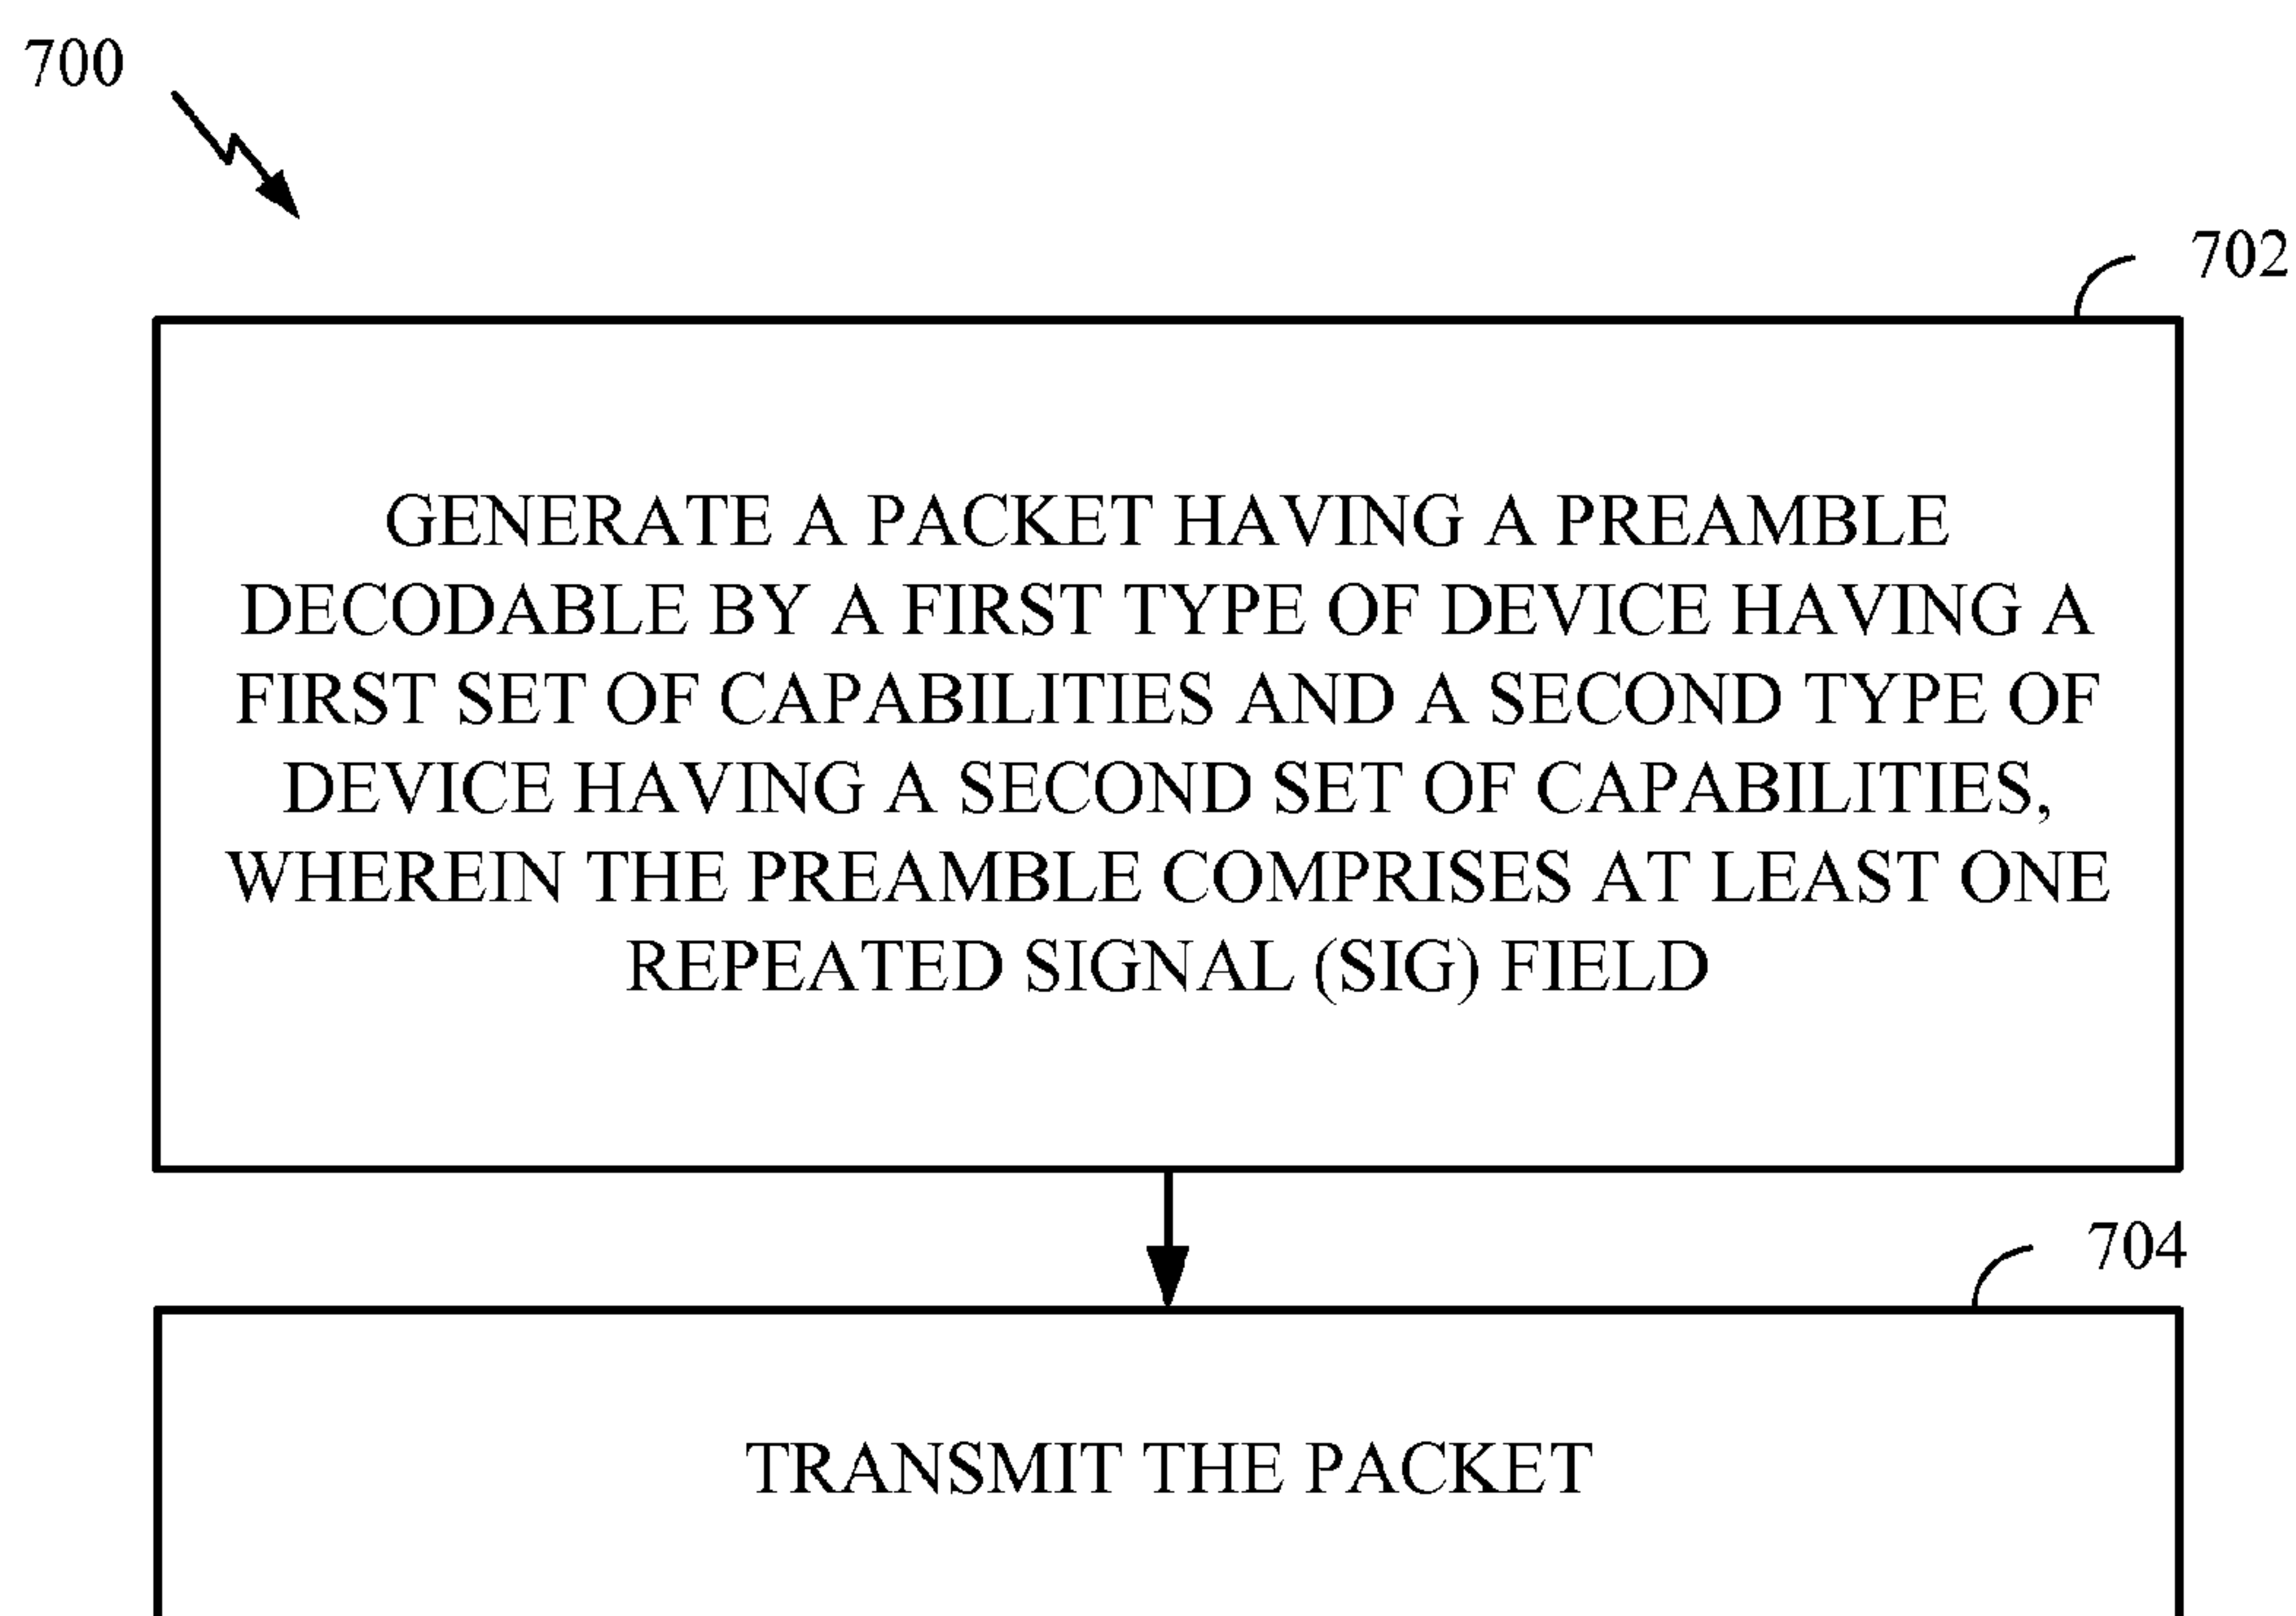 700
702
GENERATE A PACKET HAVING A PREAMBLE
DECODABLE BY A FIRST TYPE OF DEVICE HAVING A
FIRST SET OF CAPABILITIES AND A SECOND TYPE OF
DEVICE HAVING A SECOND SET OF CAPABILITIES,
WHEREIN THE PREAMBLE COMPRISES AT LEAST ONE
REPEATED SIGNAL (SIG) FIELD
704
TRANSMIT THE PACKET